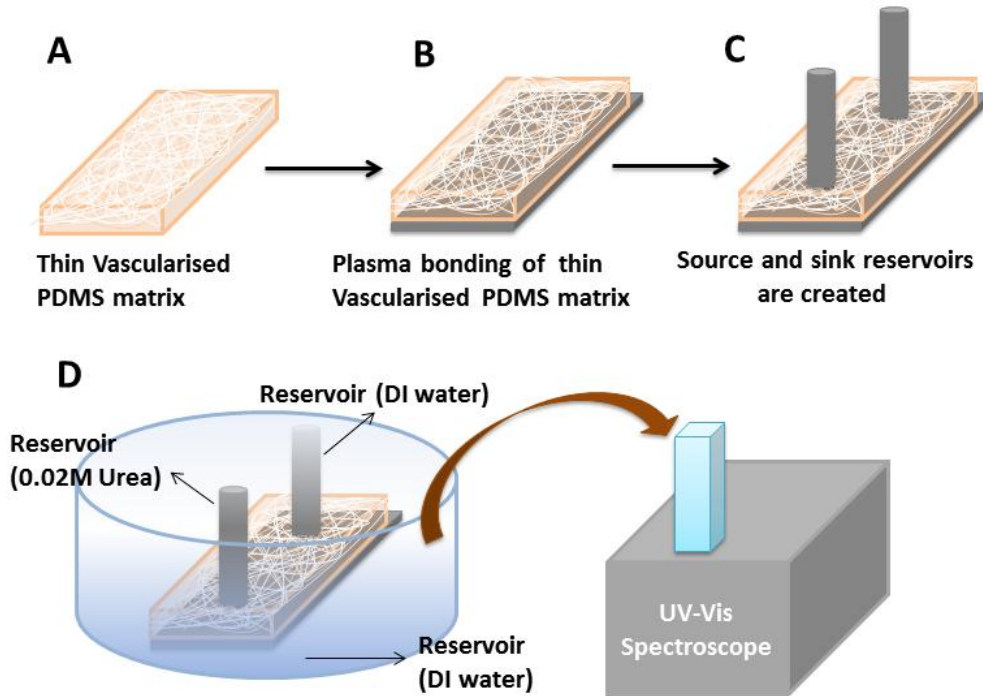 A
B
C
Thin Vascularised
PDMS matrix
Plasma bonding of thin
Vascularised PDMS matrix
Source and sink reservoirs
are created
D
Reservoir (DI water)
Reservoir
(0.02M Urea)
UV-Vis
Spectroscope
Reservoir
(DI water)